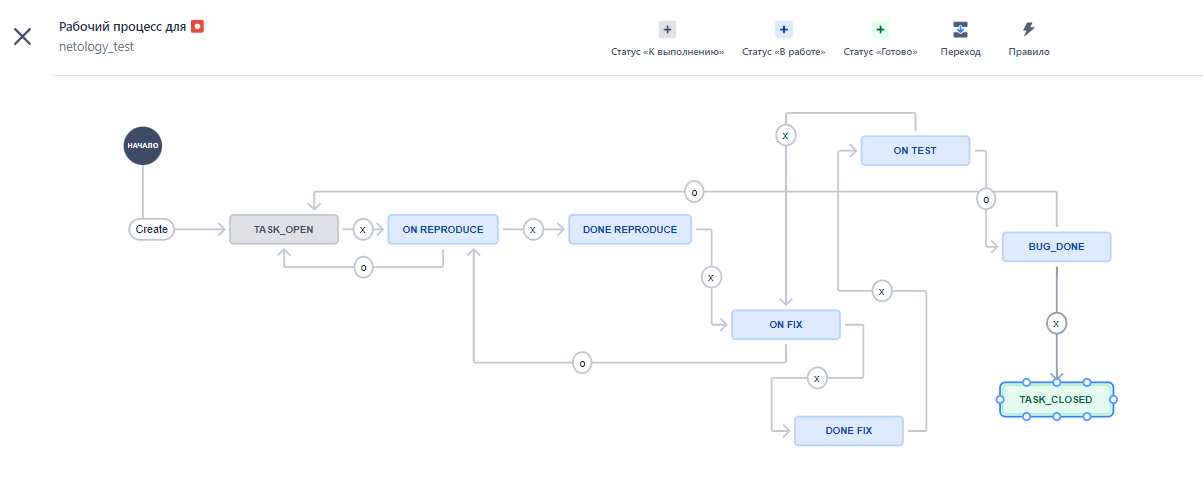 Рабочий процесс для
netology_test
Статус «К выполнению»
Статус «В работе»
Статус «Готово»
Переход
Правило
НАЧАЛО
x
ON TEST
o
o
Create
TASK_OPEN
x
ON REPRODUCE
x
DONE REPRODUCE
BUG_DONE
o
x
x
ON FIX
x
o
x
TASK_CLOSED
DONE FIX